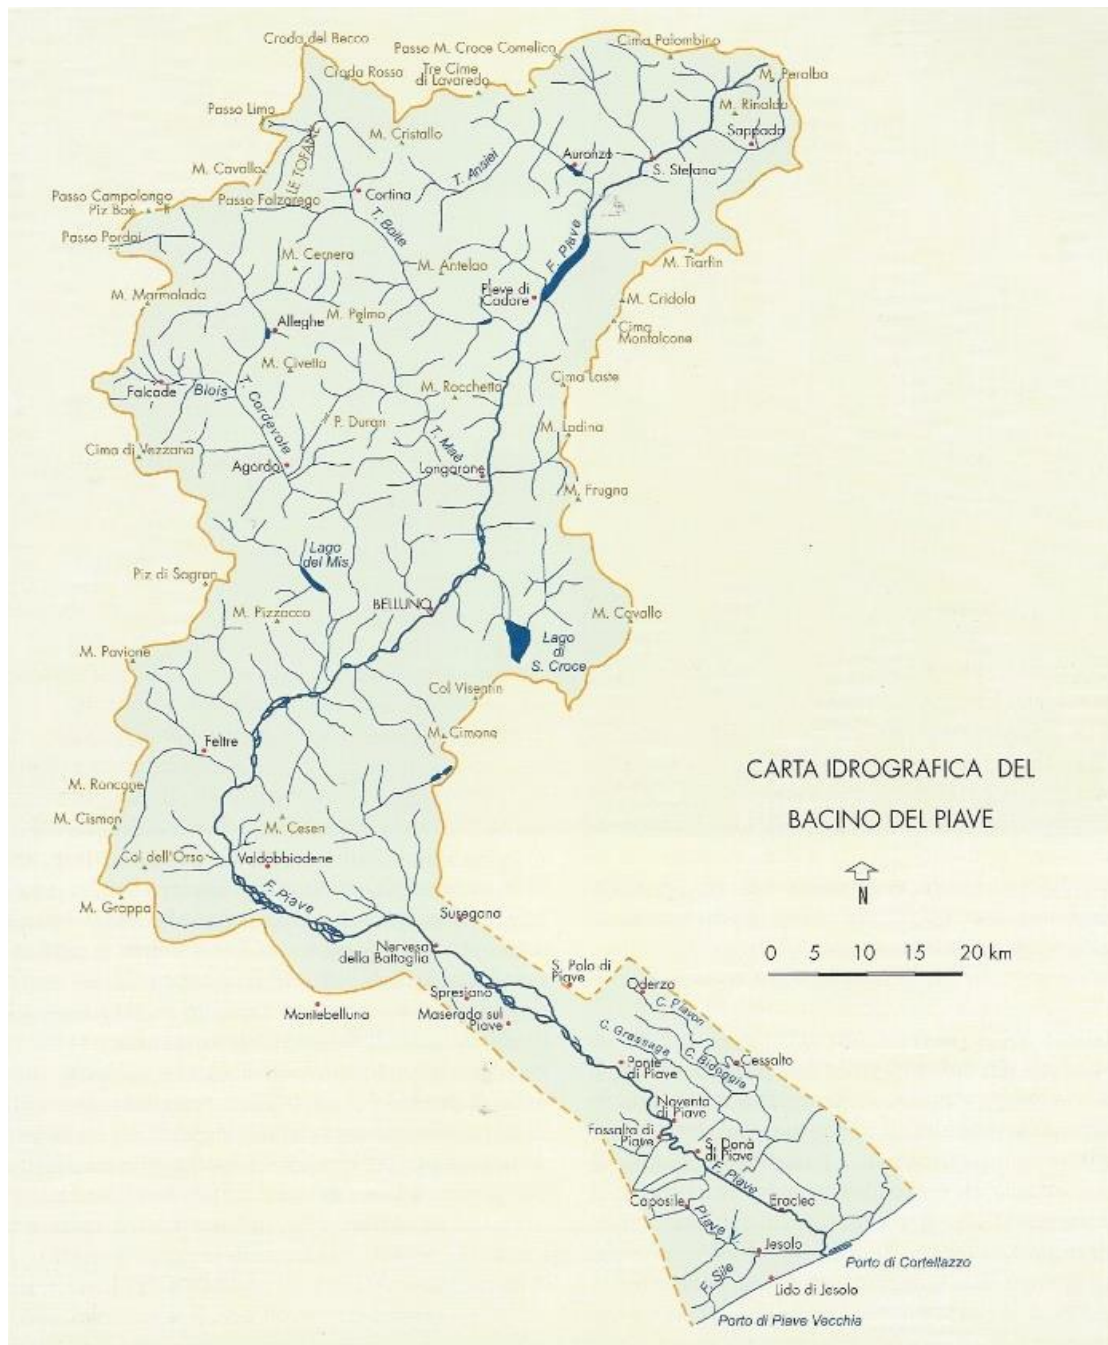 Croda del Becco
Passo M. Croce Comelico
Cima Palombino
Croda Rossa
Tre Cime
di Lavaredo
M. Peralba
Passo Limo
M. Rinaldo
M. Cristallo
Sappada
LE TOFANE
Auronzo
T. Ansiei
S. Stefano
M. Cavallo
Cortina
Passo Campolongo
Piz Boè
Passo Falzarego
T. Boite
F. Piave
Passo Pordoi
M. Cernera
M. Antelao
M. Tiarfin
M. Marmolada
Pieve di
Cadore
M. Cridola
M. Pelmo
Alleghe
Cima
Monfalcone
M. Civetta
Falcade
Biois
T. Cordevole
M. Rocchetta
Cima Laste
P. Duran
T. Maè
M. Lodina
Cima di Vezzana
Agordo
Longarone
M. Frugna
Lago
del Mis
Piz di Sagron
M. Pizzocco
BELLUNO
M. Cavallo
Lago
di
S. Croce
M. Pavione
Col Visentin
M. Cimone
Feltre
CARTA IDROGRAFICA DEL
BACINO DEL PIAVE
M. Roncone
M. Cismon
M. Cesen
Col dell'Orso
Valdobbiadene
N
M. Grappa
F. Piave
Susegana
Nervesa
della Battaglia
0 5 10 15 20 km
S. Polo di
Piave
Oderzo
Spresiano
Montebelluna
Maserada sul
Piave
C. Piavon
C. Grassaga
C. Bidoggia
Cessalto
Ponte
di Piave
Noventa
di Piave
Fossalta di
Piave
S. Donà
di Piave
F. Piave
Caposile
Piave V.
Eraclea
Jesolo
F. Sile
Porto di Cortellazzo
Lido di Jesolo
Porto di Piave Vecchia